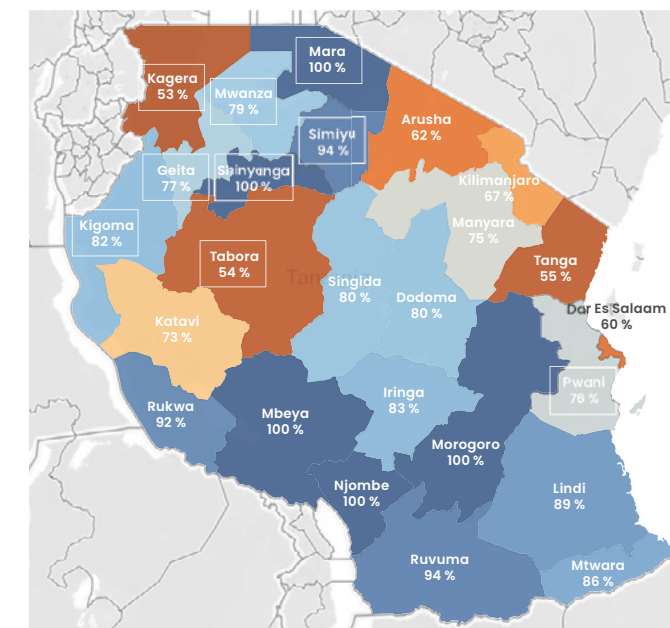 Mara
100 %
Kagera
53 %
Mwanza
79 %
Arusha
62 %
Simiyu
94 %
Geita
77 %
Shinyanga
100 %
Kilimanjaro
67 %
Manyara
75 %
Kigoma
82 %
Tabora
54 %
Tanga
55 %
Singida
80 %
Dodoma
80 %
Dar Es Salaam
60 %
Katavi
73 %
Pwani
76 %
Iringa
83 %
Rukwa
92 %
Mbeya
100 %
Morogoro
100 %
Njombe
100 %
Lindi
89 %
Ruvuma
94 %
Mtwara
86 %